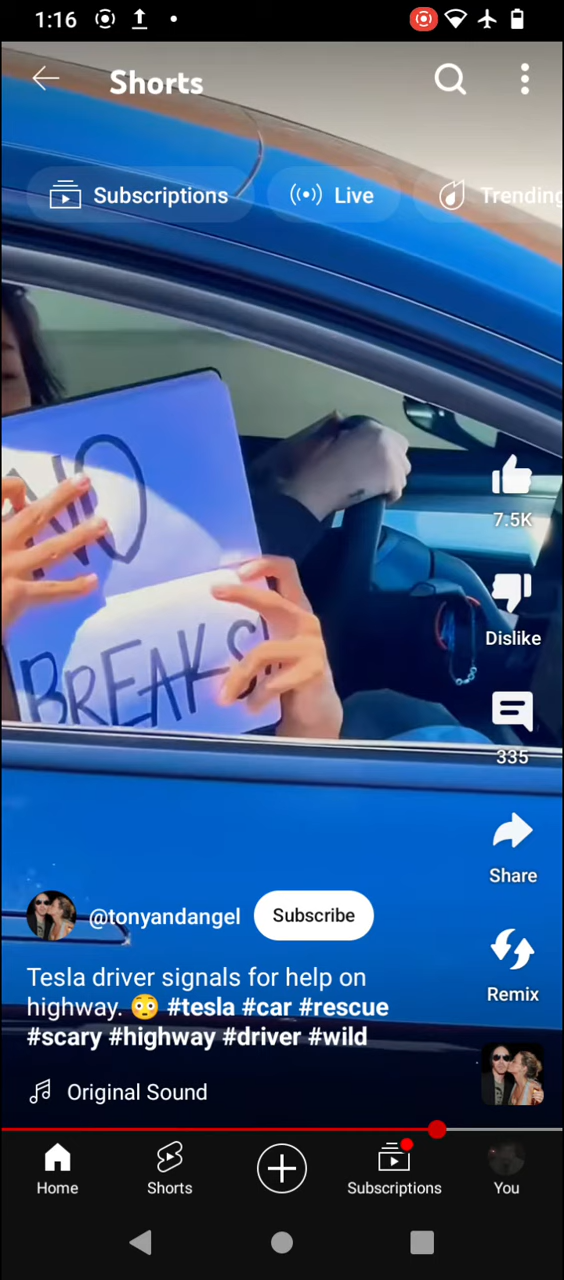 1:16
Shorts
Subscriptions
Live
Trending
NO
BREAKS!
7.5K
Dislike
335
Share
@tonyandangel
Subscribe
Tesla driver signals for help on
highway. 😳 #tesla #car #rescue
#scary #highway #driver #wild
Remix
Original Sound
Home
Shorts
Subscriptions
You